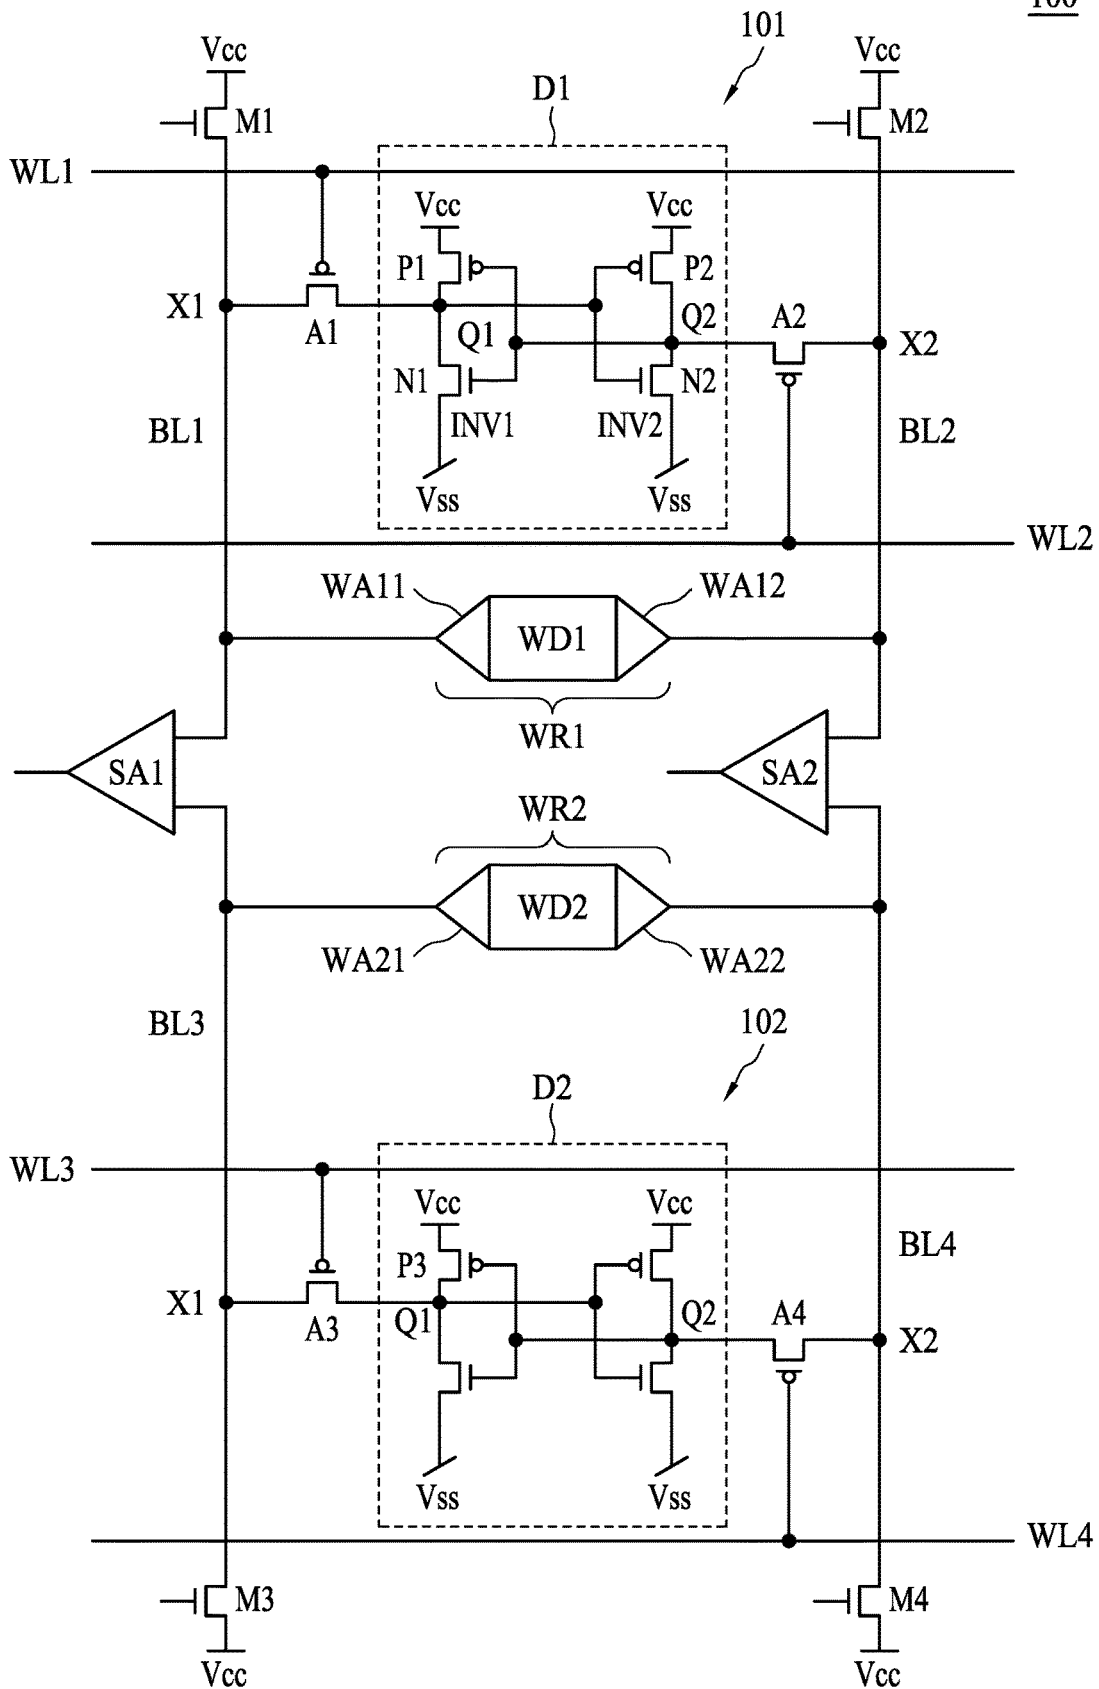 101
Vcc
Vcc
D1
M1
M2
WL1
Vcc
Vcc
P1
P2
X1
A1
Q1
Q2
A2
X2
N1
N2
BL1
INV1
INV2
BL2
Vss
Vss
WL2
WA11
WA12
WD1
WR1
SA1
SA2
WR2
WD2
WA21
WA22
BL3
102
D2
WL3
Vcc
Vcc
BL4
P3
X1
A3
Q1
Q2
A4
X2
Vss
Vss
WL4
M3
M4
Vcc
Vcc